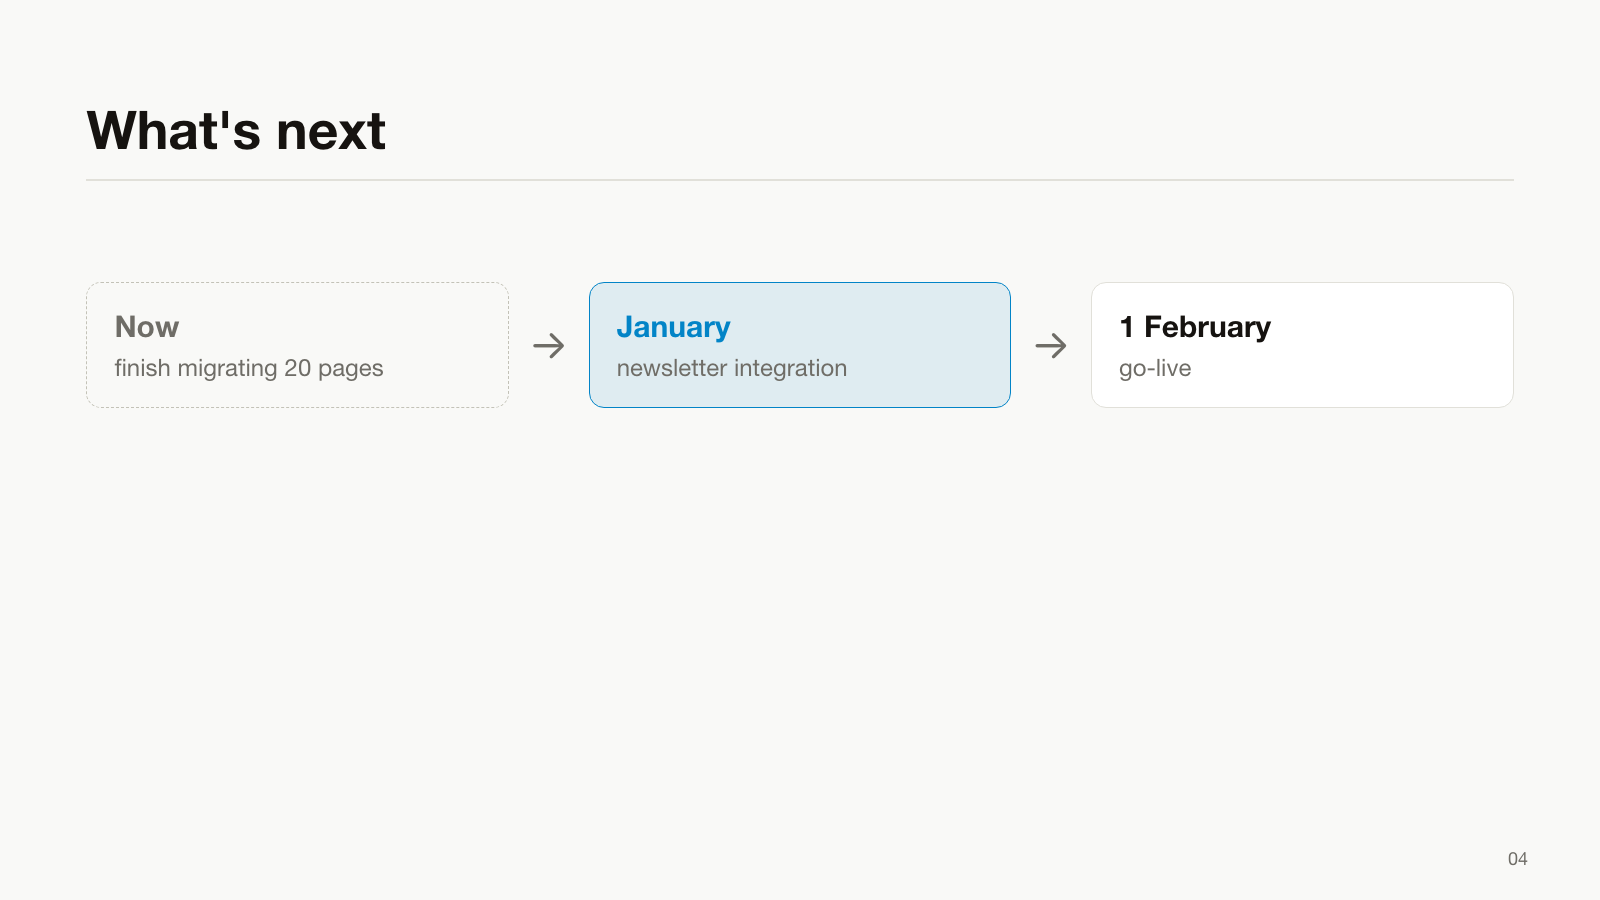 What's next
Now
finish migrating 20 pages
January
newsletter integration
1 February
go-live
04